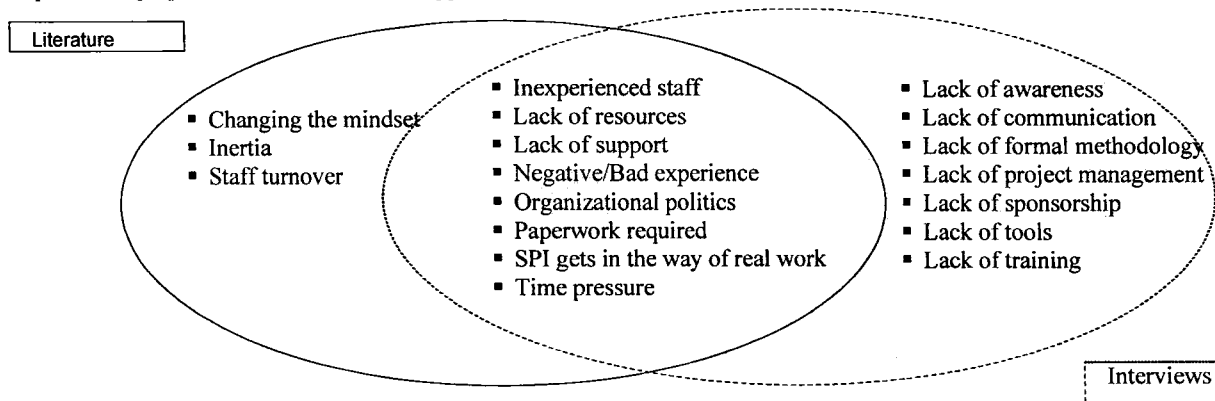 Literature
▪ Changing the mindset
▪ Inertia
▪ Staff turnover
▪ Inexperienced staff
▪ Lack of resources
▪ Lack of support
▪ Negative/Bad experience
▪ Organizational politics
▪ Paperwork required
▪ SPI gets in the way of real work
▪ Time pressure
▪ Lack of awareness
▪ Lack of communication
▪ Lack of formal methodology
▪ Lack of project management
▪ Lack of sponsorship
▪ Lack of tools
▪ Lack of training
Interviews